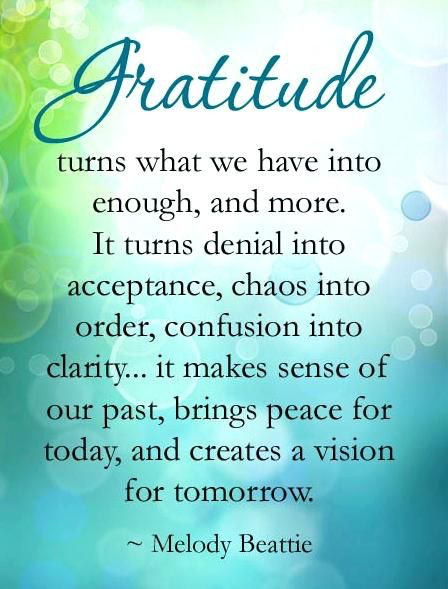 Gratitude
turns what we have into
enough, and more.
It turns denial into
acceptance, chaos into
order, confusion into
clarity... it makes sense of
our past, brings peace for
today, and creates a vision
for tomorrow.
~ Melody Beattie